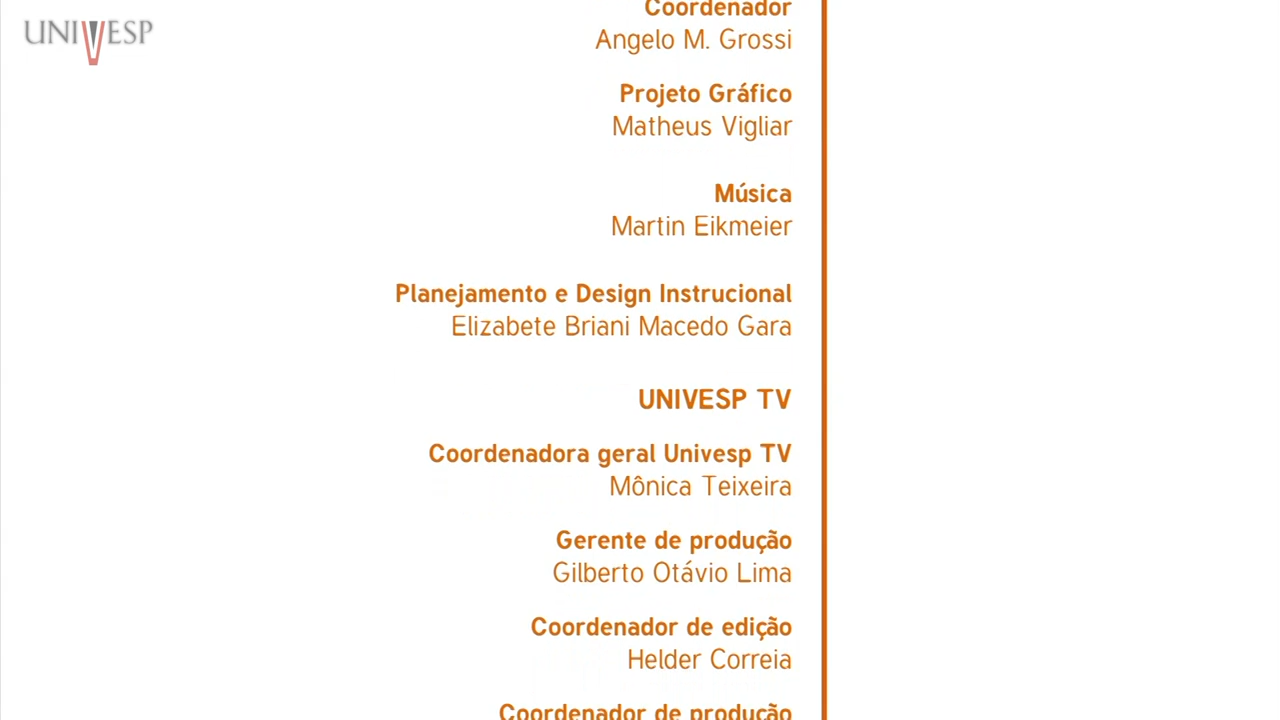 UNIVESP
Coordenador
Angelo M. Grossi
Projeto Gráfico
Matheus Vigliar
Música
Martin Eikmeier
Planejamento e Design Instrucional
Elizabete Briani Macedo Gara
UNIVESP TV
Coordenadora geral Univesp TV
Mônica Teixeira
Gerente de produção
Gilberto Otávio Lima
Coordenador de edição
Helder Correia
Coordenador de produção